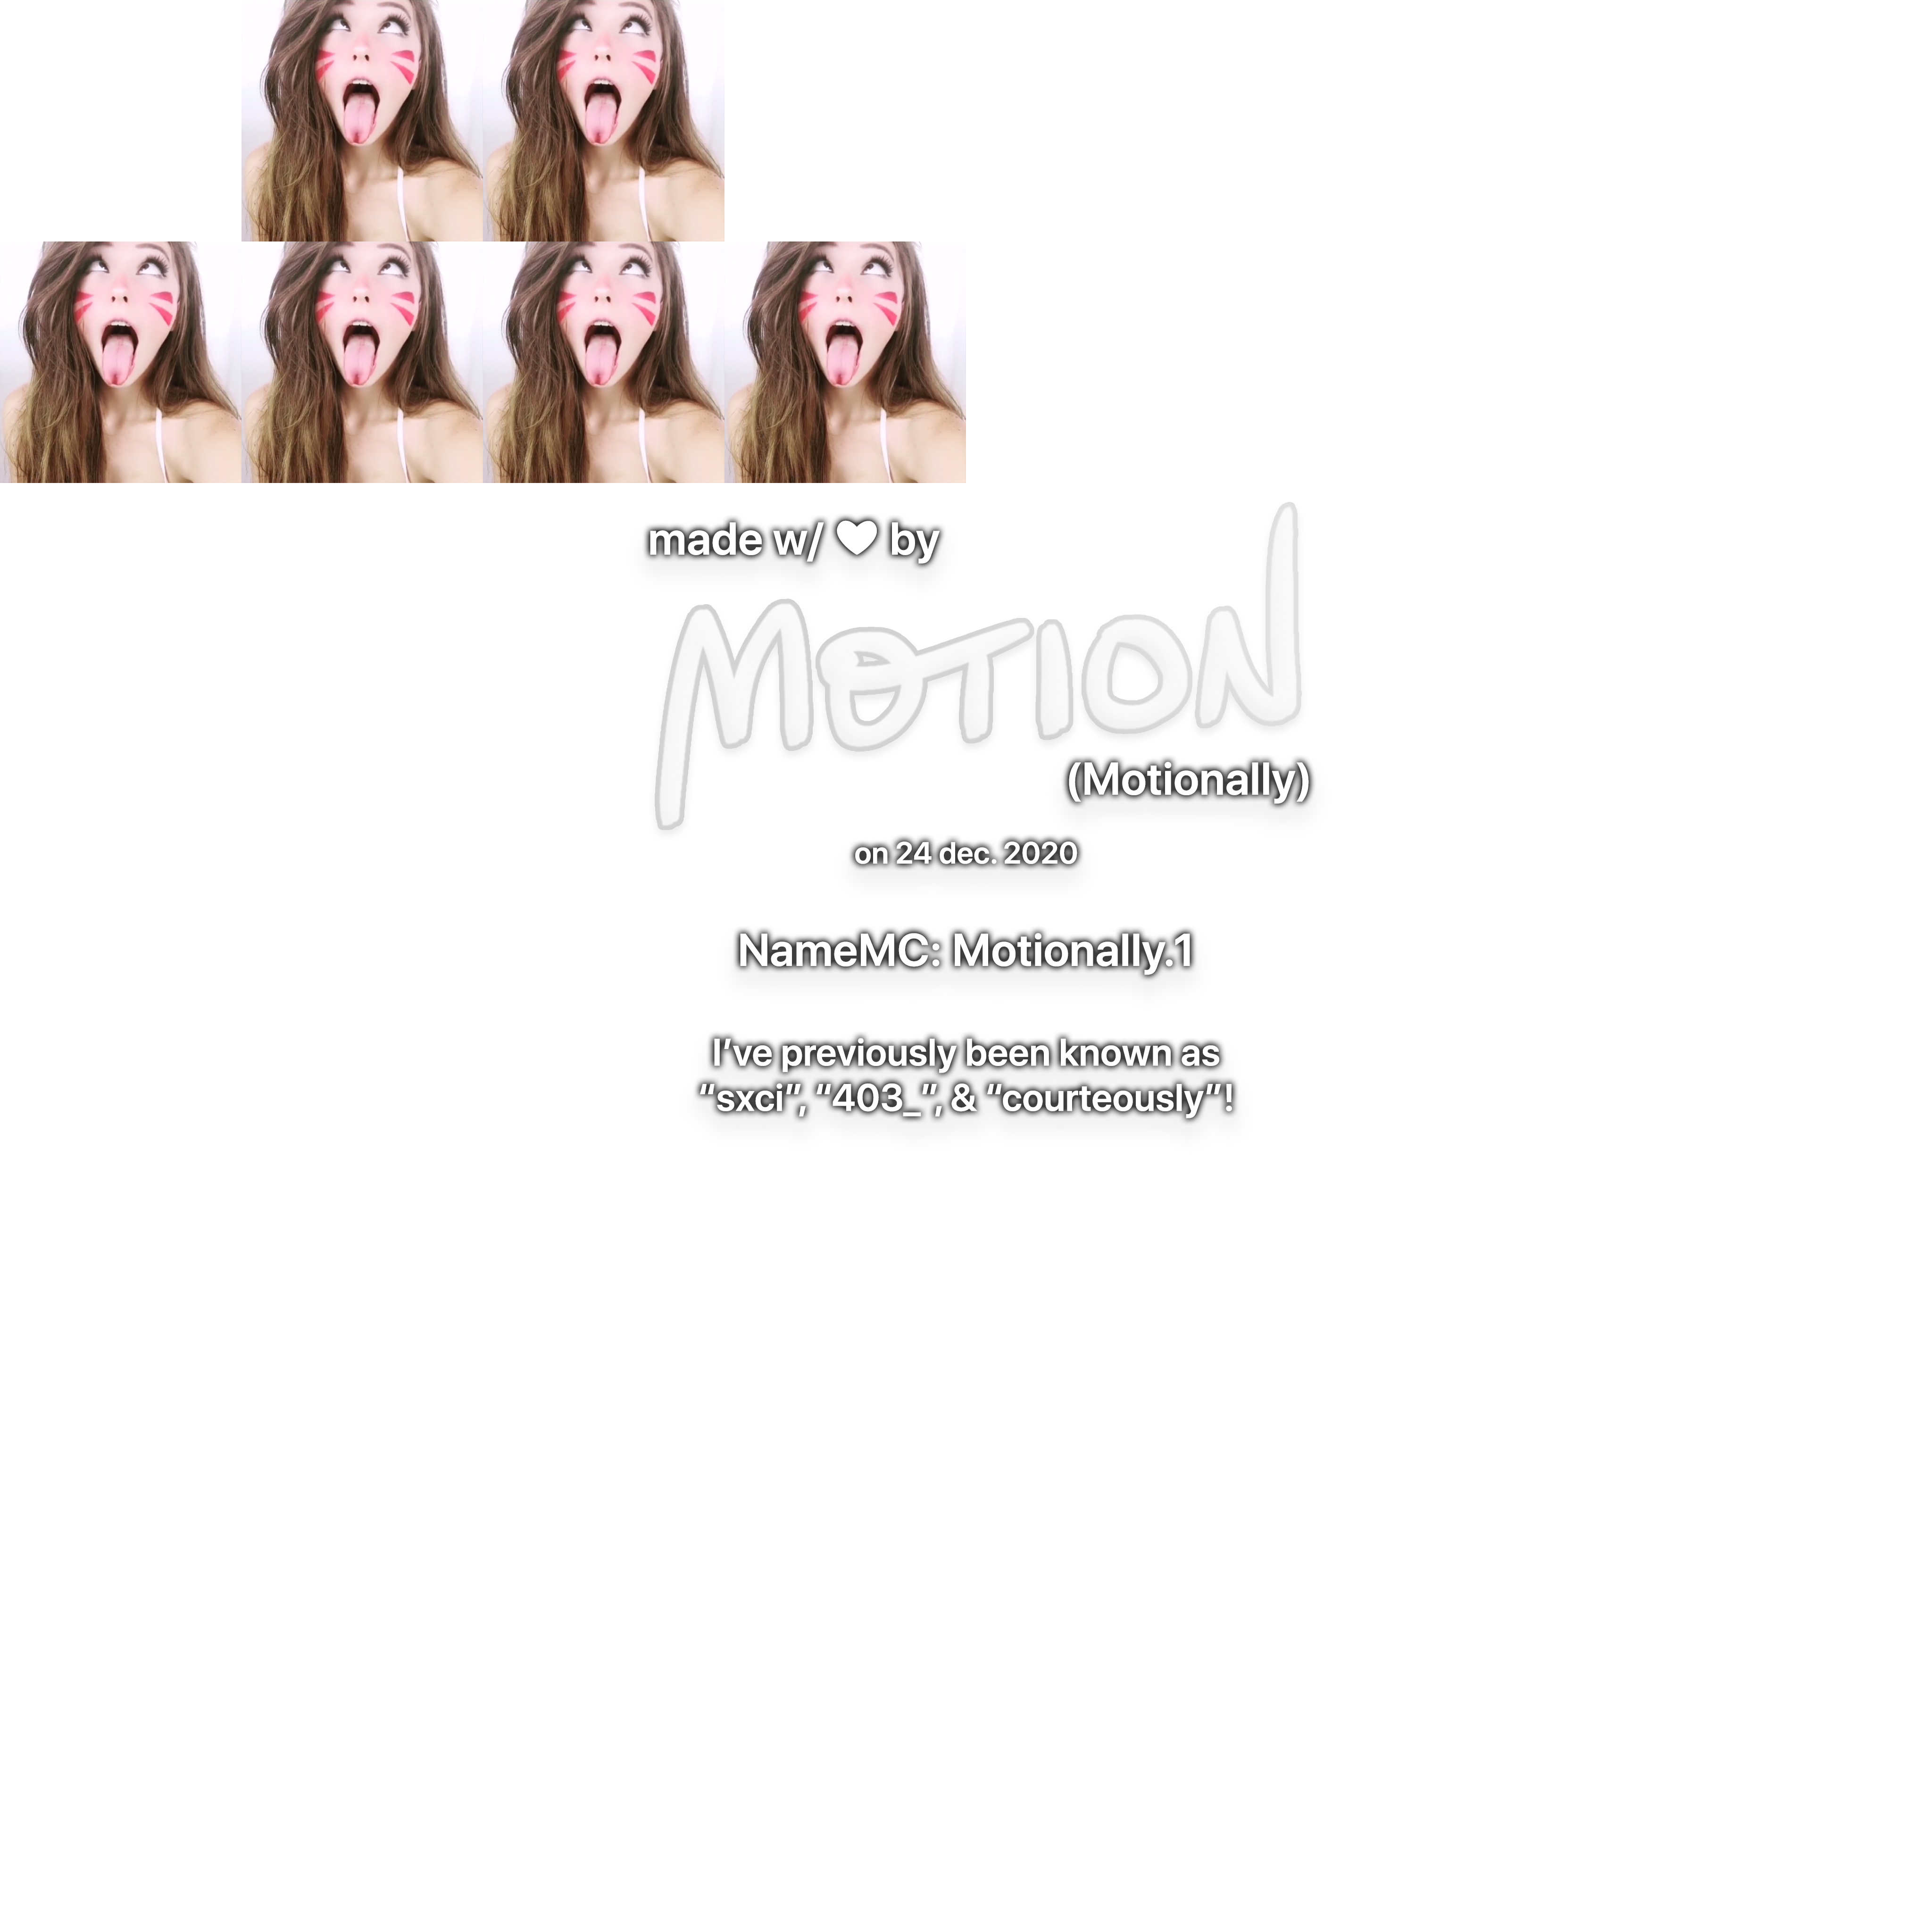 made w/ ♥ by
MOTION
(Motionally)
on 24 dec. 2020
NameMC: Motionally.1
I’ve previously been known as
“sxci”, “403_”, & “courteously”!